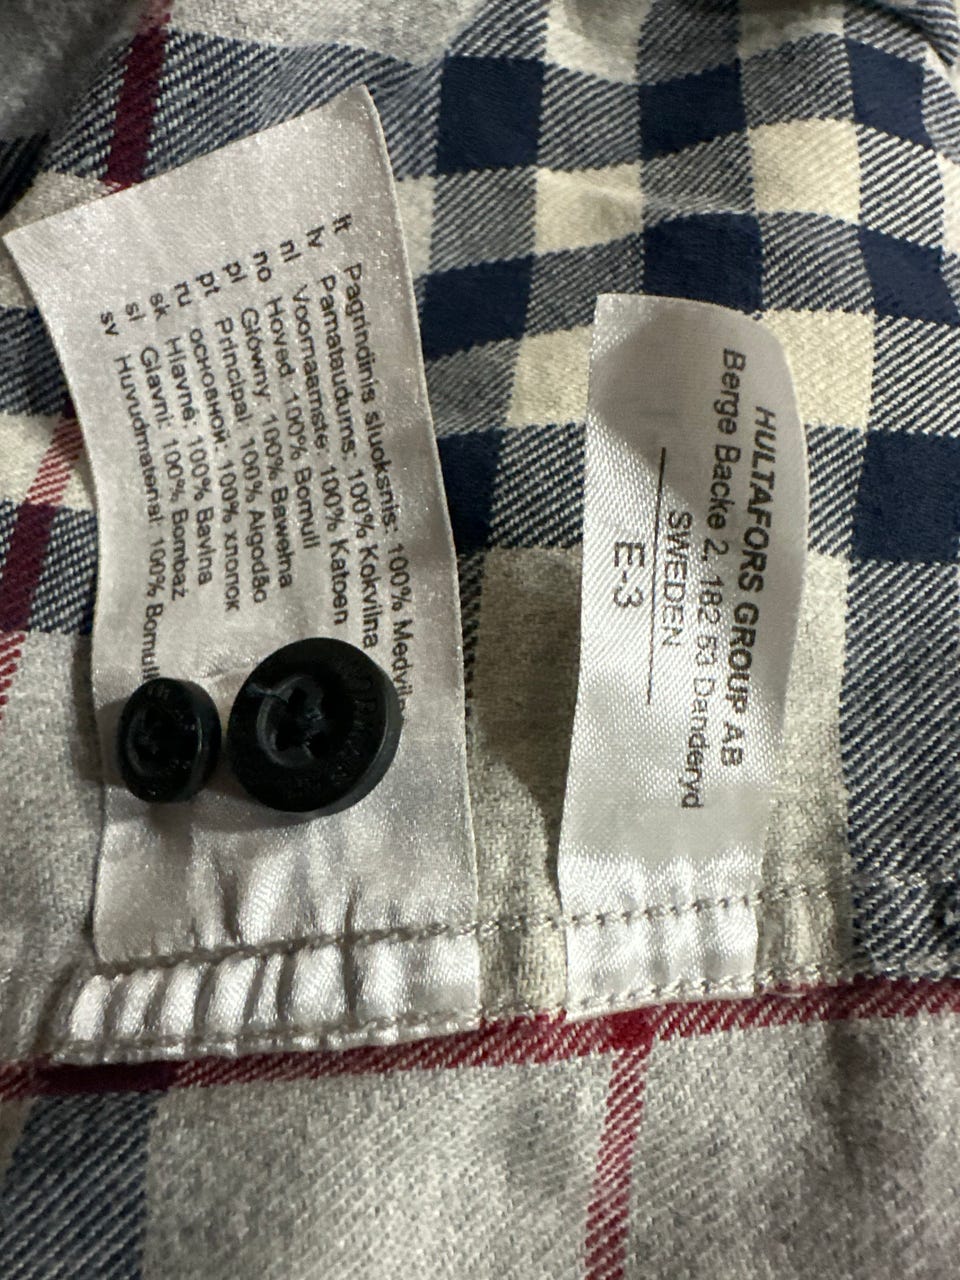 lt Pagrindinis sluoksnis: 100% Medvilnė
lv Pamataudums: 100% Kokvilna
nl Voornaamste: 100% Katoen
no Hoved: 100% Bomull
pl Główny: 100% Bawełna
pt Principal: 100% Algodão
ru основной: 100% хлопок
sk Hlavné: 100% Bavlna
sl Glavni: 100% Bombaž
sv Huvudmaterial: 100% Bomull
HULTAFORS GROUP AB
Berge Backe 2, 182 53 Danderyd
SWEDEN
E-3